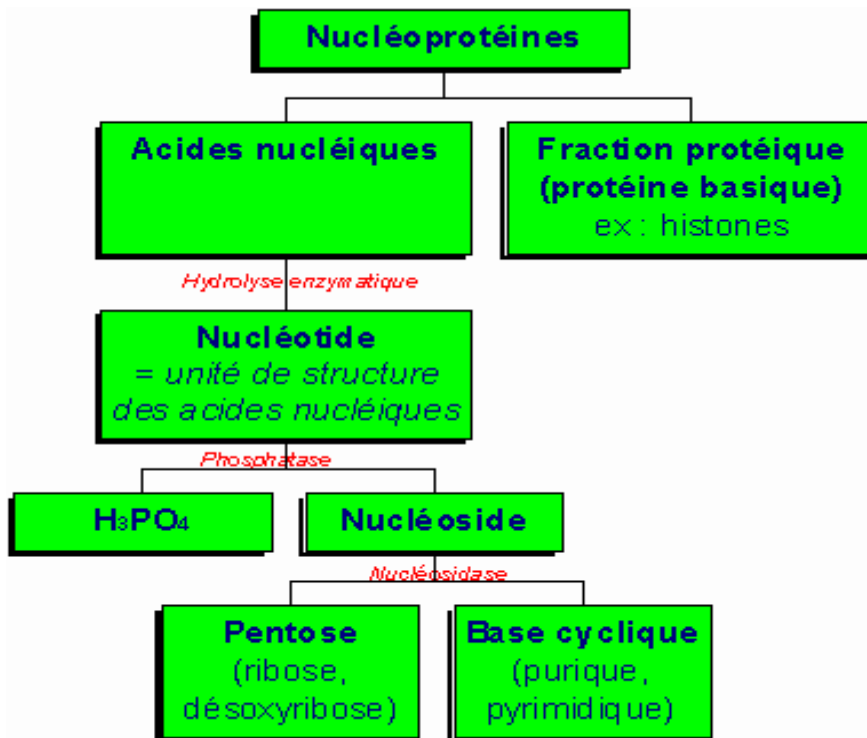 Nucléoprotéines
Acides nucléiques
Fraction protéique
(protéine basique)
ex : histones
Hydrolyse enzymatique
Nucléotide
= unité de structure
des acides nucléiques
Phosphatase
H₃PO₄
Nucléoside
Nucléosidase
Pentose
(ribose,
désoxyribose)
Base cyclique
(purique,
pyrimidique)